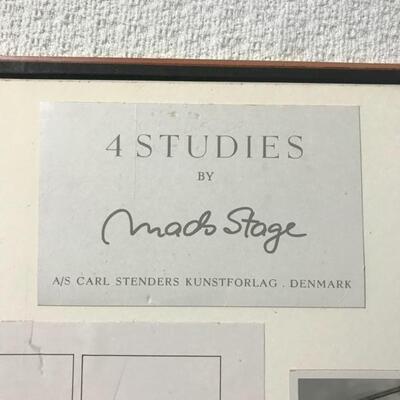 4 STUDIES
BY
Mads Stage
A/S CARL STENDERS KUNSTFORLAG . DENMARK